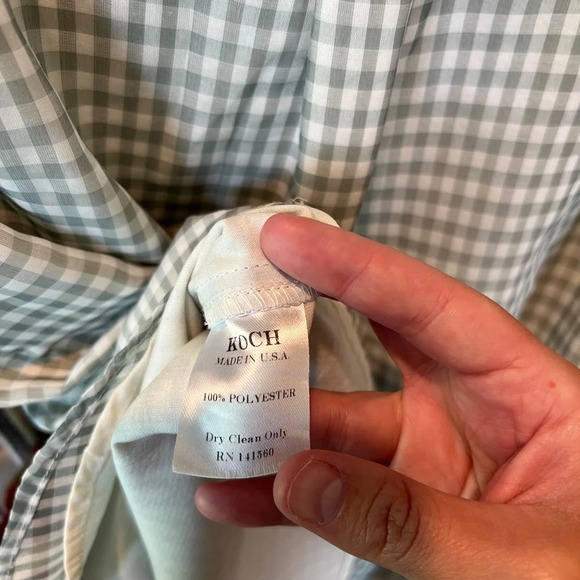 KOCH
MADE IN U.S.A.
100% POLYESTER
Dry Clean Only
RN 141560